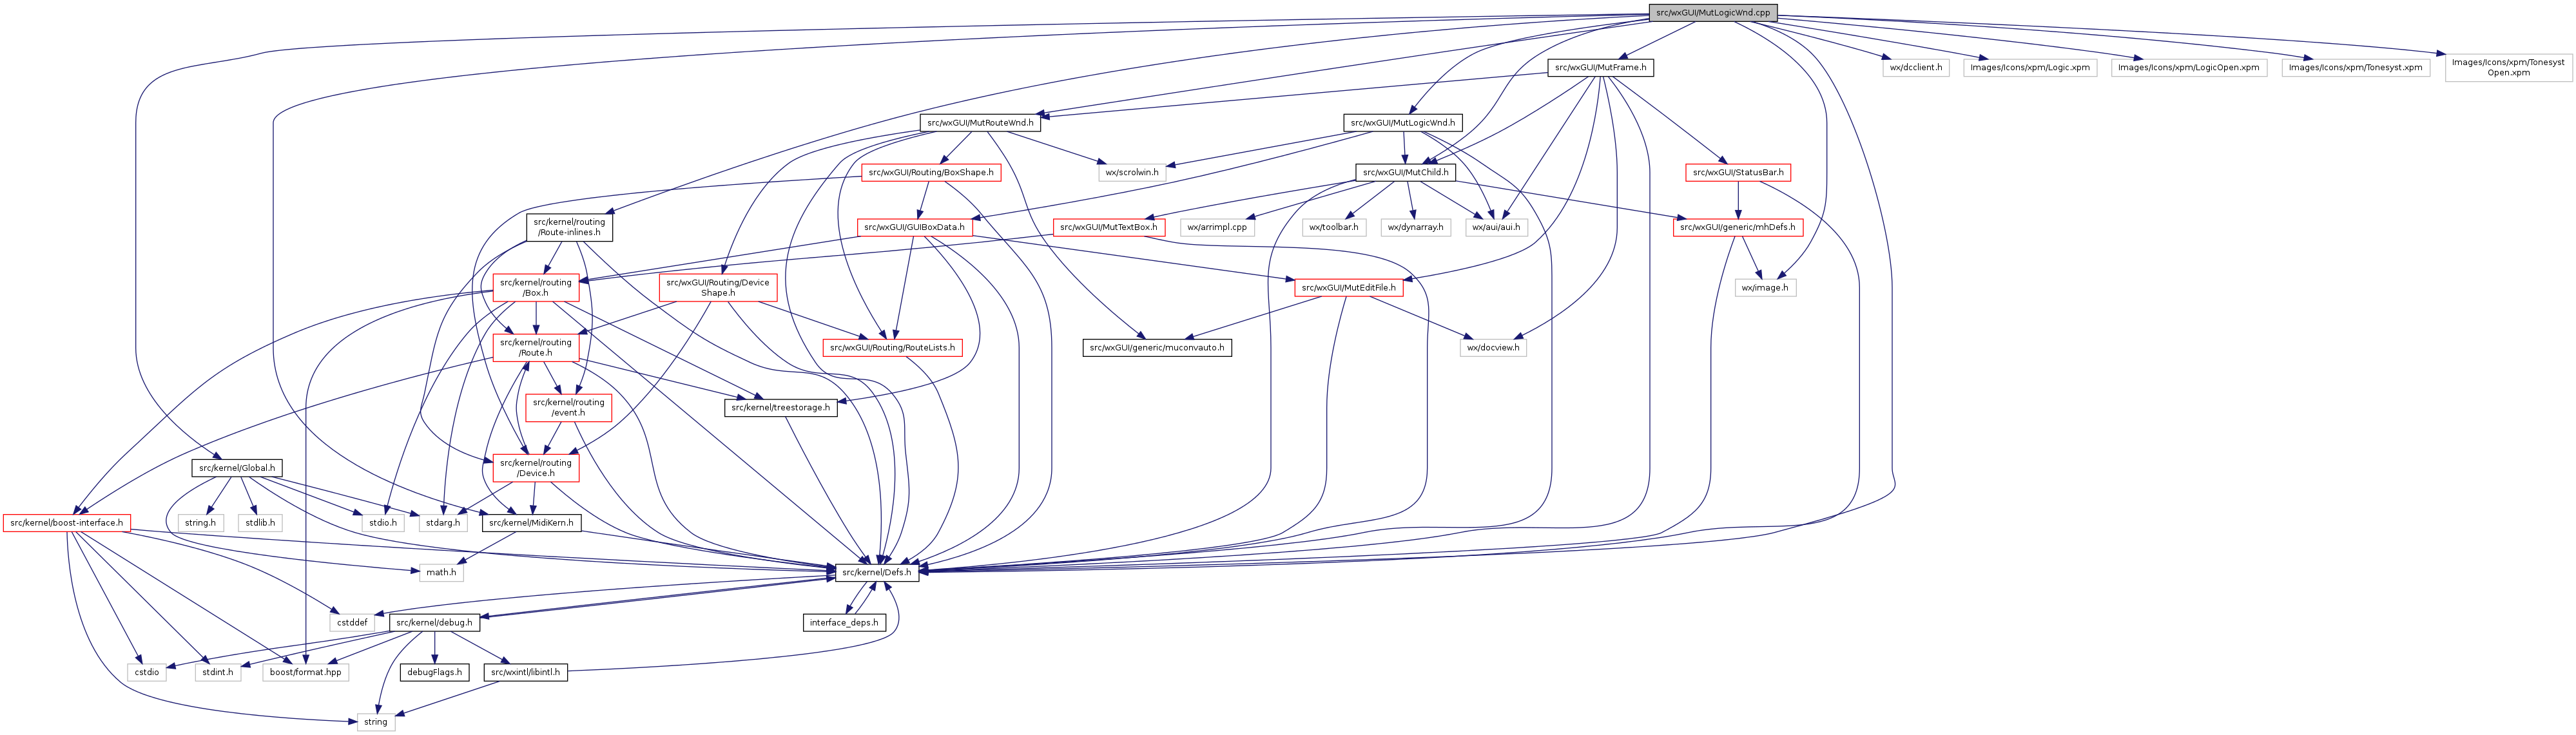 src/wxGUI/MutLogicWnd.cpp
src/wxGUI/MutFrame.h
wx/dcclient.h
Images/Icons/xpm/Logic.xpm
Images/Icons/xpm/LogicOpen.xpm
Images/Icons/xpm/Tonesyst.xpm
Images/Icons/xpm/Tonesyst
Open.xpm
src/wxGUI/MutRouteWnd.h
src/wxGUI/MutLogicWnd.h
src/wxGUI/Routing/BoxShape.h
wx/scrolwin.h
src/wxGUI/MutChild.h
src/wxGUI/StatusBar.h
src/kernel/routing
/Route-inlines.h
src/wxGUI/GUIBoxData.h
src/wxGUI/MutTextBox.h
wx/arrimpl.cpp
wx/toolbar.h
wx/dynarray.h
wx/aui/aui.h
src/wxGUI/generic/mhDefs.h
src/kernel/routing
/Box.h
src/wxGUI/Routing/Device
Shape.h
src/wxGUI/MutEditFile.h
wx/image.h
src/kernel/routing
/Route.h
src/wxGUI/Routing/RouteLists.h
src/wxGUI/generic/muconvauto.h
wx/docview.h
src/kernel/routing
/event.h
src/kernel/treestorage.h
src/kernel/Global.h
src/kernel/routing
/Device.h
src/kernel/boost-interface.h
string.h
stdlib.h
stdio.h
stdarg.h
src/kernel/MidiKern.h
math.h
src/kernel/Defs.h
cstddef
src/kernel/debug.h
interface_deps.h
cstdio
stdint.h
boost/format.hpp
debugFlags.h
src/wxintl/libintl.h
string